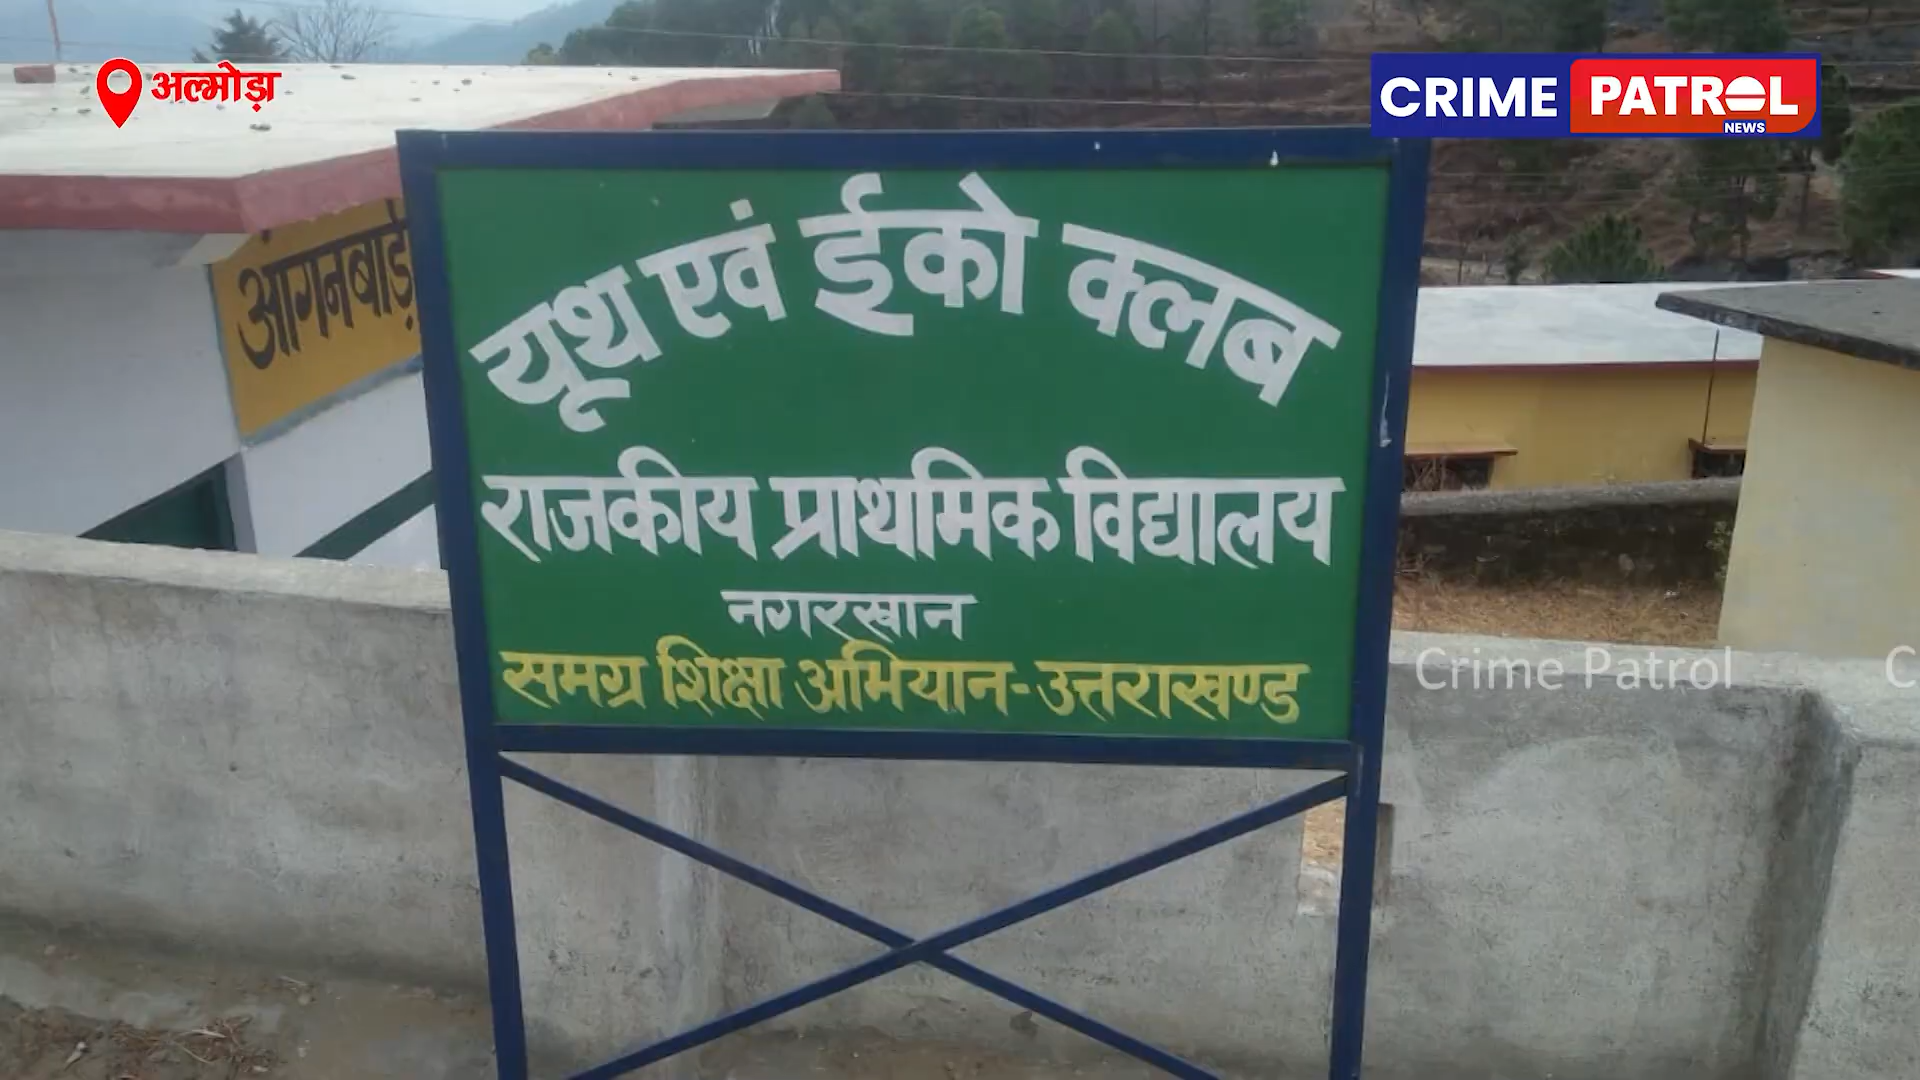 अल्मोड़ा
CRIME PATROL
NEWS
आंगनबाड़े
यूथ एवं ईको क्लब
राजकीय प्राथमिक विद्यालय
नगरखान
समग्र शिक्षा अभियान-उत्तराखण्ड
Crime Patrol